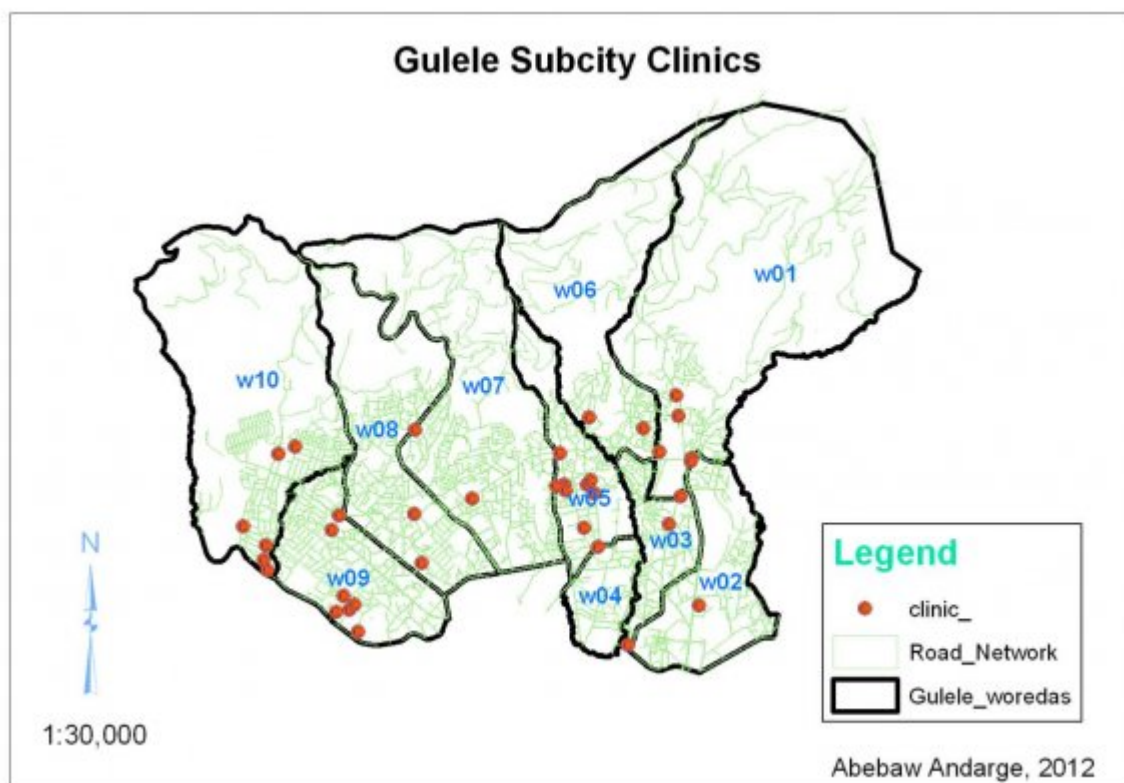 Gulele Subcity Clinics
w01
w06
w10
w07
w08
w05
w03
w09
w02
w04
N
1:30,000
Legend
clinic_
Road_Network
Gulele_woredas
Abebaw Andarge, 2012